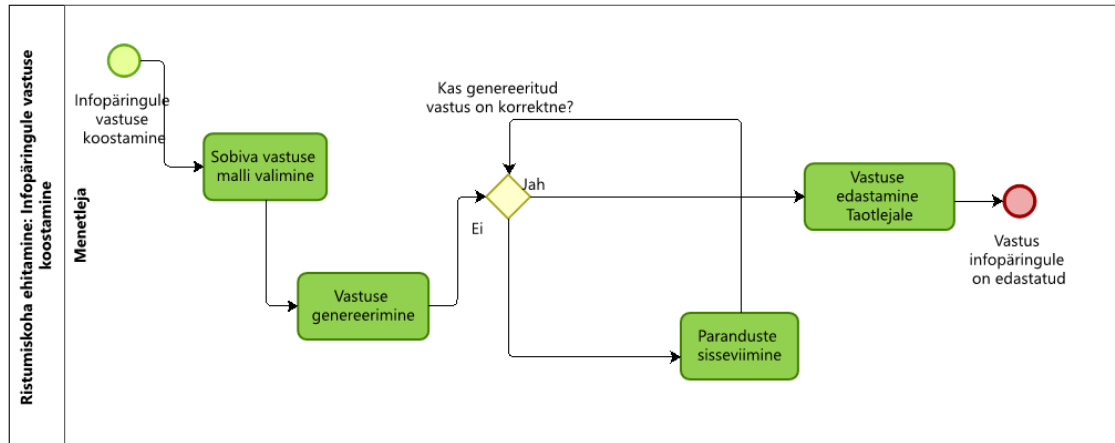 Ristumiskoha ehitamine: Infopäringule vastuse
koostamine
Menetleja
Infopäringule
vastuse
koostamine
Sobiva vastuse
malli valimine
Vastuse
genereerimine
Kas genereeritud
vastus on korrektne?
Jah
Ei
Paranduste
sisseviimine
Vastuse
edastamine
Taotlejale
Vastus
infopäringule
on edastatud